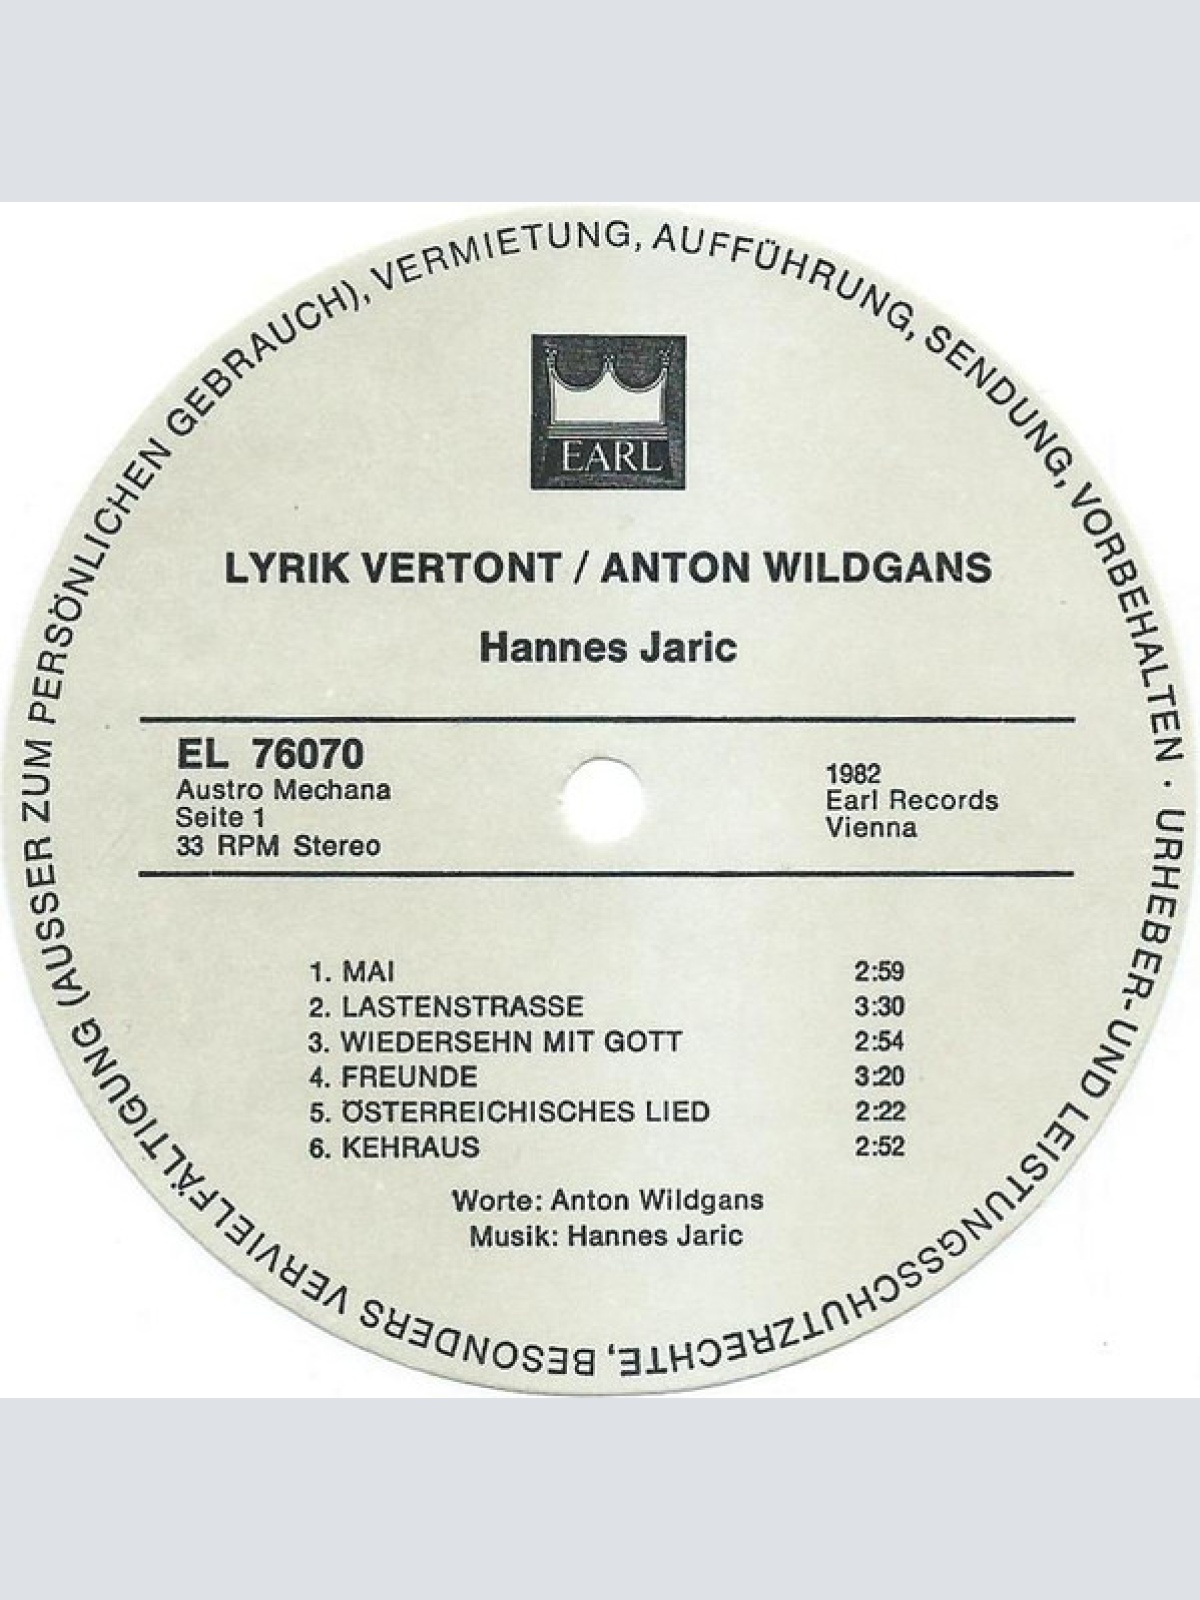 URHEBER- UND LEISTUNGSSCHUTZRECHTE, BESONDERS VERVIELFÄLTIGUNG (AUSSER ZUM PERSÖNLICHEN GEBRAUCH), VERMIETUNG, AUFFÜHRUNG, SENDUNG, VORBEHALTEN ·
EARL
LYRIK VERTONT / ANTON WILDGANS
Hannes Jaric
EL 76070
Austro Mechana
Seite 1
33 RPM Stereo
1982
Earl Records
Vienna
1. MAI 2:59
2. LASTENSTRASSE 3:30
3. WIEDERSEHN MIT GOTT 2:54
4. FREUNDE 3:20
5. ÖSTERREICHISCHES LIED 2:22
6. KEHRAUS 2:52
Worte: Anton Wildgans
Musik: Hannes Jaric